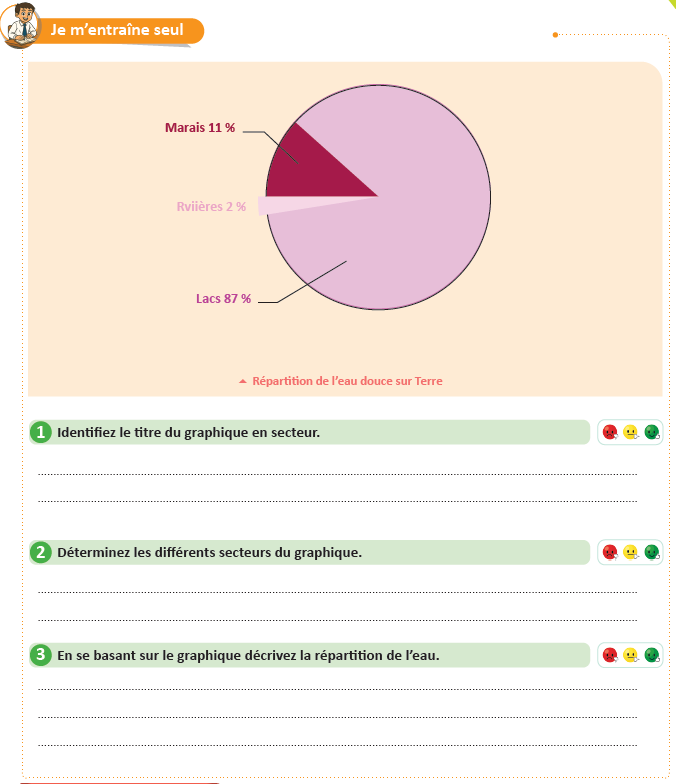 Je m'entraîne seul
Marais 11 %
Rviières 2 %
Lacs 87 %
Répartition de l'eau douce sur Terre
1 Identifiez le titre du graphique en secteur.
2 Déterminez les différents secteurs du graphique.
3 En se basant sur le graphique décrivez la répartition de l'eau.